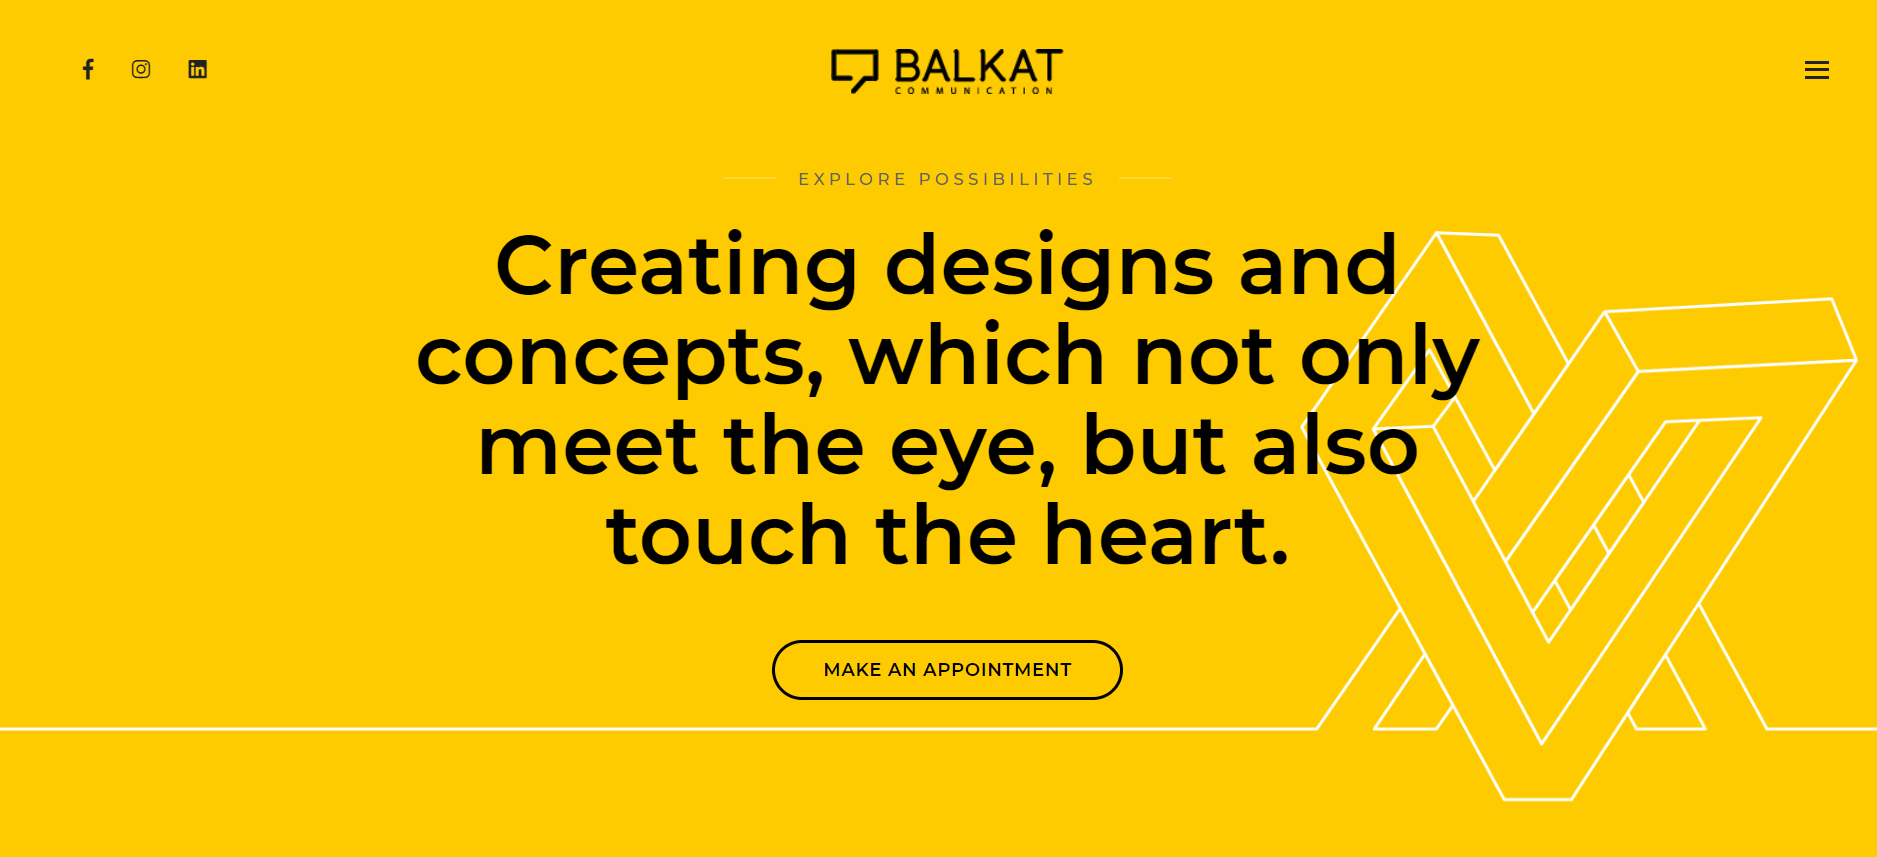 BALKAT
COMMUNICATION
EXPLORE POSSIBILITIES
Creating designs and
concepts, which not only
meet the eye, but also
touch the heart.
MAKE AN APPOINTMENT